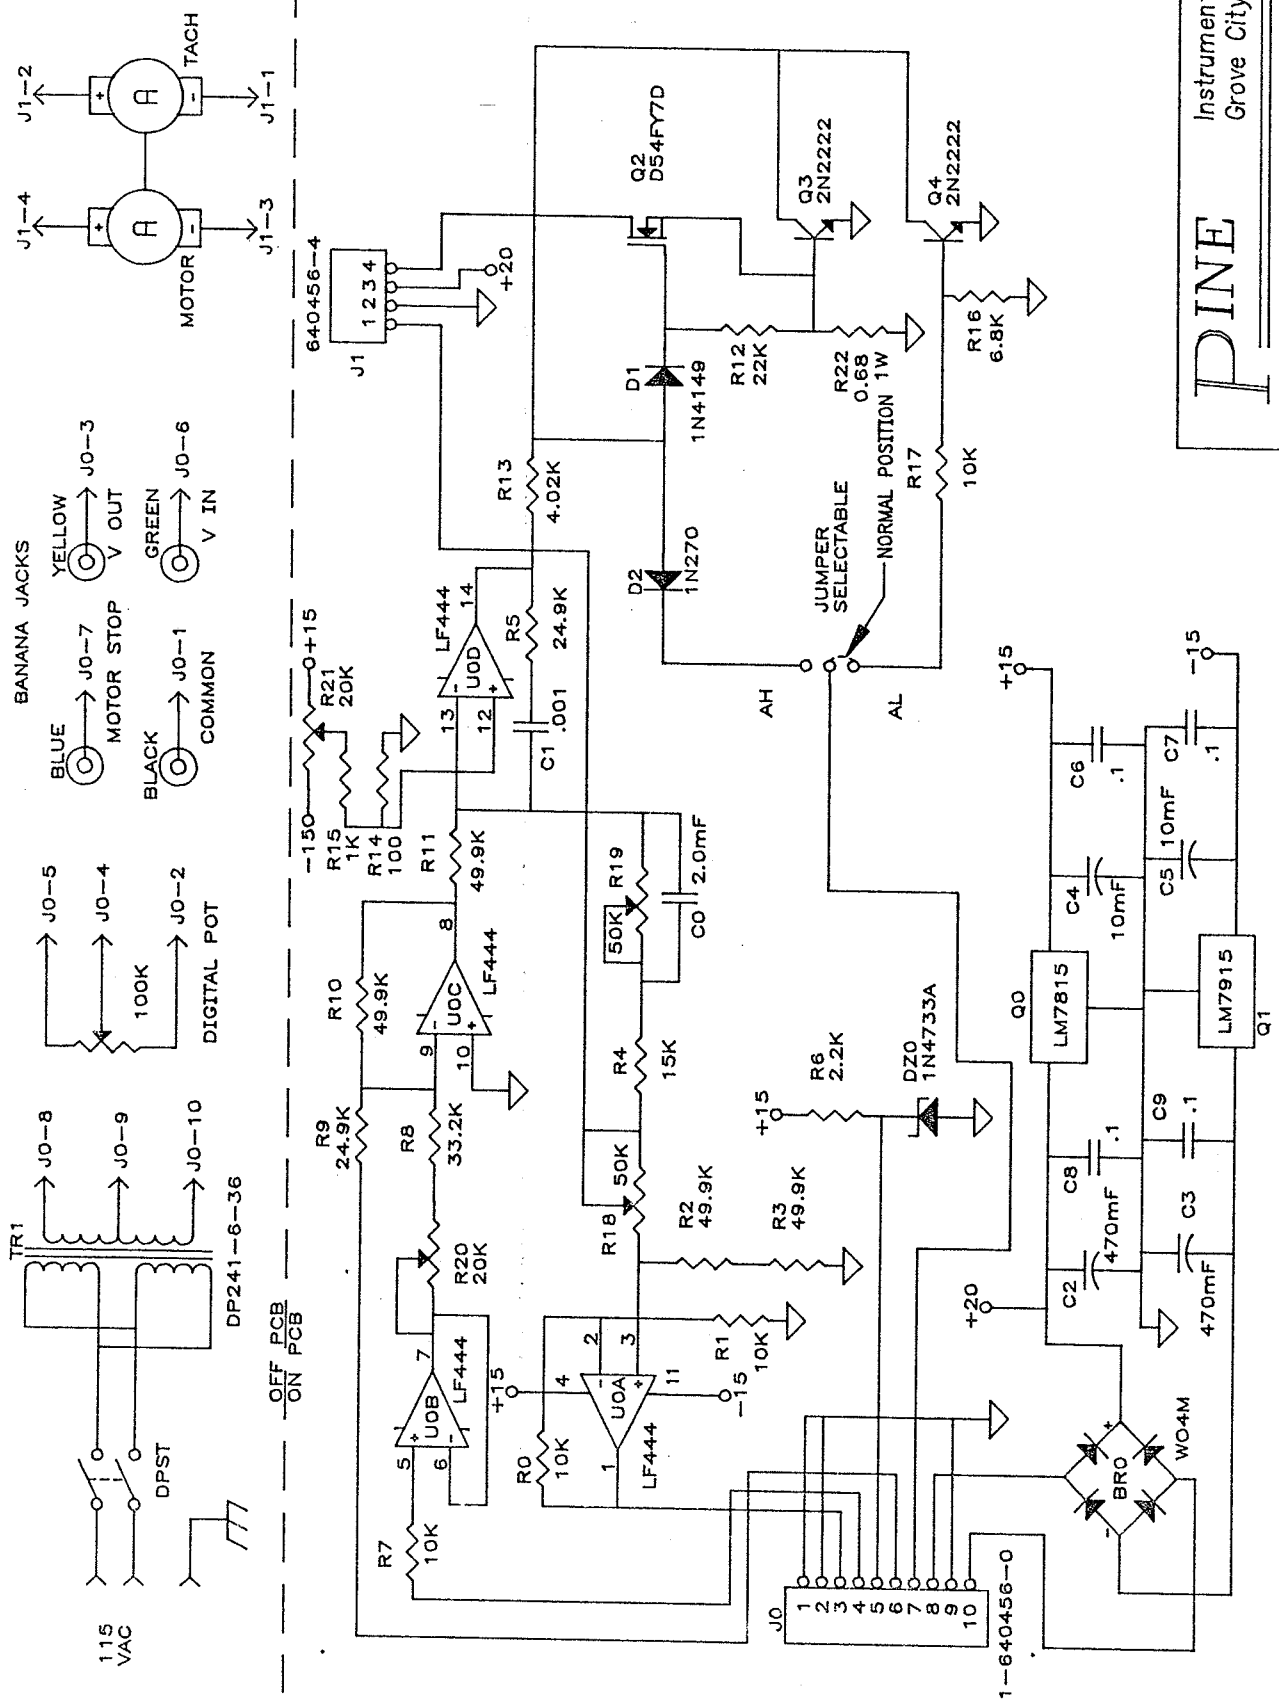 115
VAC
DPST
TR1
DP241-6-36
J0-8
J0-9
J0-10
J0-5
J0-4
J0-2
100K
DIGITAL POT
BANANA JACKS
BLUE
J0-7
MOTOR STOP
YELLOW
J0-3
V OUT
BLACK
J0-1
COMMON
GREEN
J0-6
V IN
J1-4
J1-2
+
A
-
+
A
-
MOTOR
TACH
J1-3
J1-1
OFF PCB
ON PCB
R7
10K
5
6
+
-
U0B
7
LF444
R20
20K
R9
24.9K
R8
33.2K
R10
49.9K
9
10
-
+
U0C
8
LF444
R11
49.9K
-15
+15
R21
20K
R15
1K
R14
100
13
12
-
+
U0D
14
LF444
C1
.001
R5
24.9K
R13
4.02K
640456-4
J1
1 2 3 4
+20
R0
10K
1
LF444
U0A
-
+
2
3
4
11
+15
-15
R1
10K
R18
50K
R2
49.9K
R3
49.9K
R4
15K
50K
R19
C0
2.0mF
D2
1N270
D1
1N4149
Q2
D54FY7D
R12
22K
R22
0.68
1W
Q3
2N2222
Q4
2N2222
R16
6.8K
R17
10K
JUMPER
SELECTABLE
NORMAL POSITION
AH
AL
+15
R6
2.2K
DZ0
1N4733A
J0
1
2
3
4
5
6
7
8
9
10
1-640456-0
BR0
+
-
W04M
+20
C2
470mF
C8
.1
C3
470mF
C9
.1
Q0
LM7815
LM7915
Q1
C4
10mF
C6
.1
C5
10mF
C7
.1
+15
-15
PINE
Instrumen
Grove City